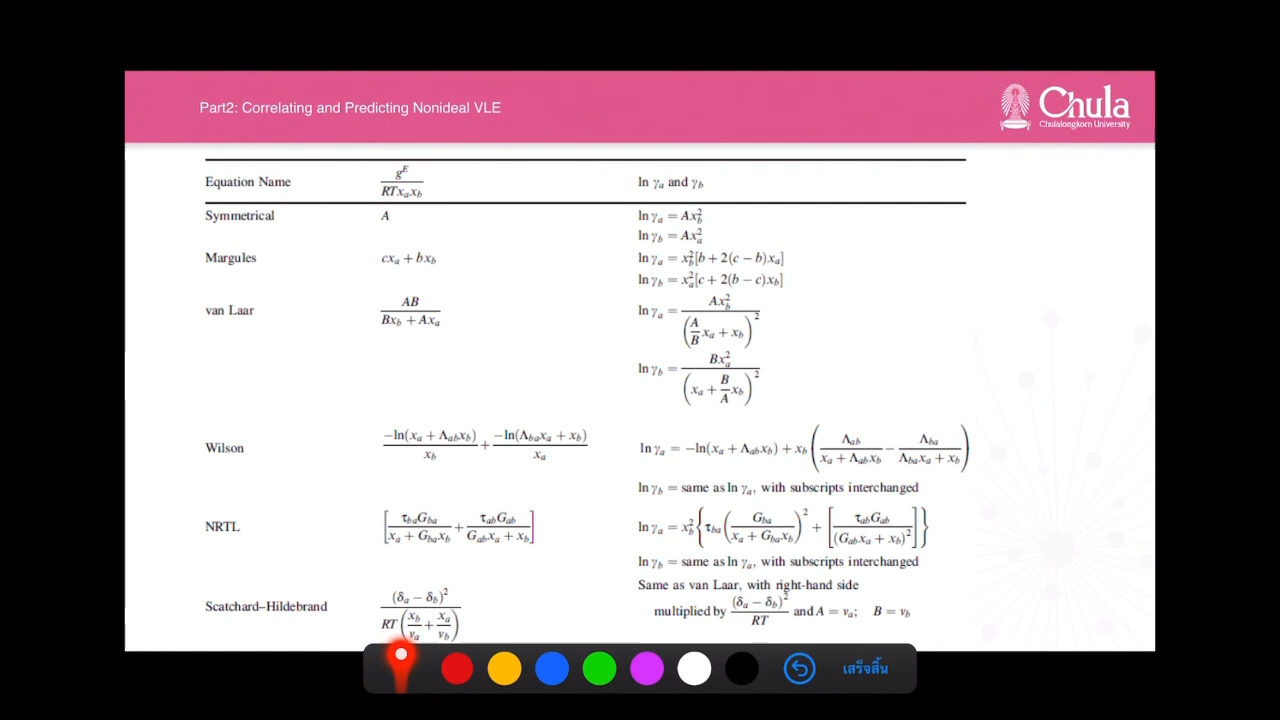 Part2: Correlating and Predicting Nonideal VLE
Chula
Chulalongkorn University
Equation Name g^E/(RTx_a x_b) ln γ_a and γ_b
Symmetrical A ln γ_a = Ax_b^2
ln γ_b = Ax_a^2
Margules cx_a + bx_b ln γ_a = x_b^2[b + 2(c − b)x_a]
ln γ_b = x_a^2[c + 2(b − c)x_b]
van Laar AB/(Bx_b + Ax_a) ln γ_a = Ax_b^2/(A/B x_a + x_b)^2
ln γ_b = Bx_a^2/(x_a + B/A x_b)^2
Wilson −ln(x_a + Λ_ab x_b)/x_b + −ln(Λ_ba x_a + x_b)/x_a ln γ_a = −ln(x_a + Λ_ab x_b) + x_b(Λ_ab/(x_a + Λ_ab x_b) − Λ_ba/(Λ_ba x_a + x_b))
ln γ_b = same as ln γ_a, with subscripts interchanged
NRTL [τ_ba G_ba/(x_a + G_ba x_b) + τ_ab G_ab/(G_ab x_a + x_b)] ln γ_a = x_b^2{τ_ba(G_ba/(x_a + G_ba x_b))^2 + [τ_ab G_ab/(G_ab x_a + x_b)^2]}
ln γ_b = same as ln γ_a, with subscripts interchanged
Same as van Laar, with right-hand side
Scatchard–Hildebrand (δ_a − δ_b)^2/(RT(x_b/v_a + x_a/v_b)) multiplied by (δ_a − δ_b)^2/RT and A = v_a; B = v_b
เสร็จสิ้น